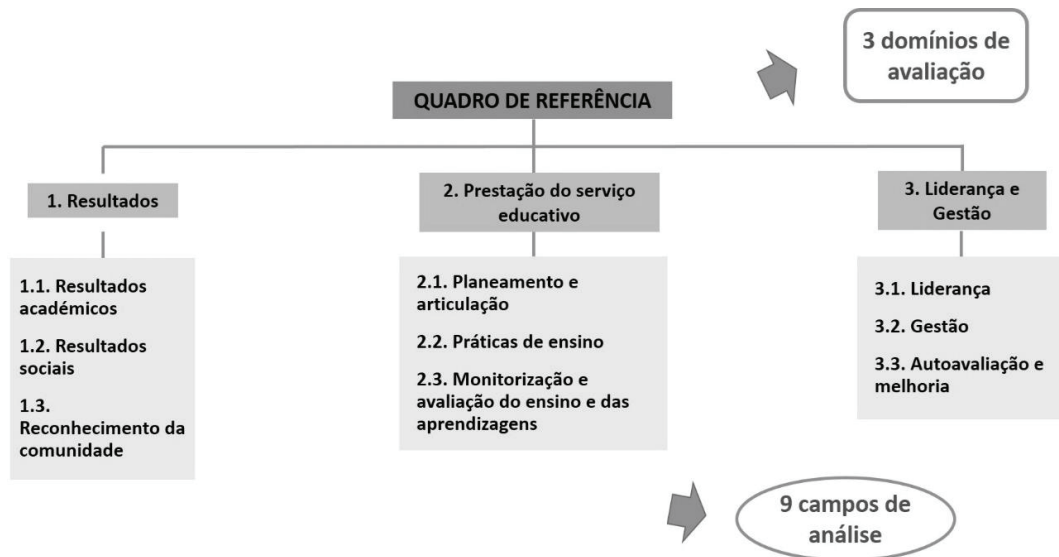 3 domínios de
avaliação
QUADRO DE REFERÊNCIA
1. Resultados
2. Prestação do serviço
educativo
3. Liderança e
Gestão
1.1. Resultados
académicos
1.2. Resultados
sociais
1.3.
Reconhecimento da
comunidade
2.1. Planeamento e
articulação
2.2. Práticas de ensino
2.3. Monitorização e
avaliação do ensino e das
aprendizagens
3.1. Liderança
3.2. Gestão
3.3. Autoavaliação e
melhoria
9 campos de
análise